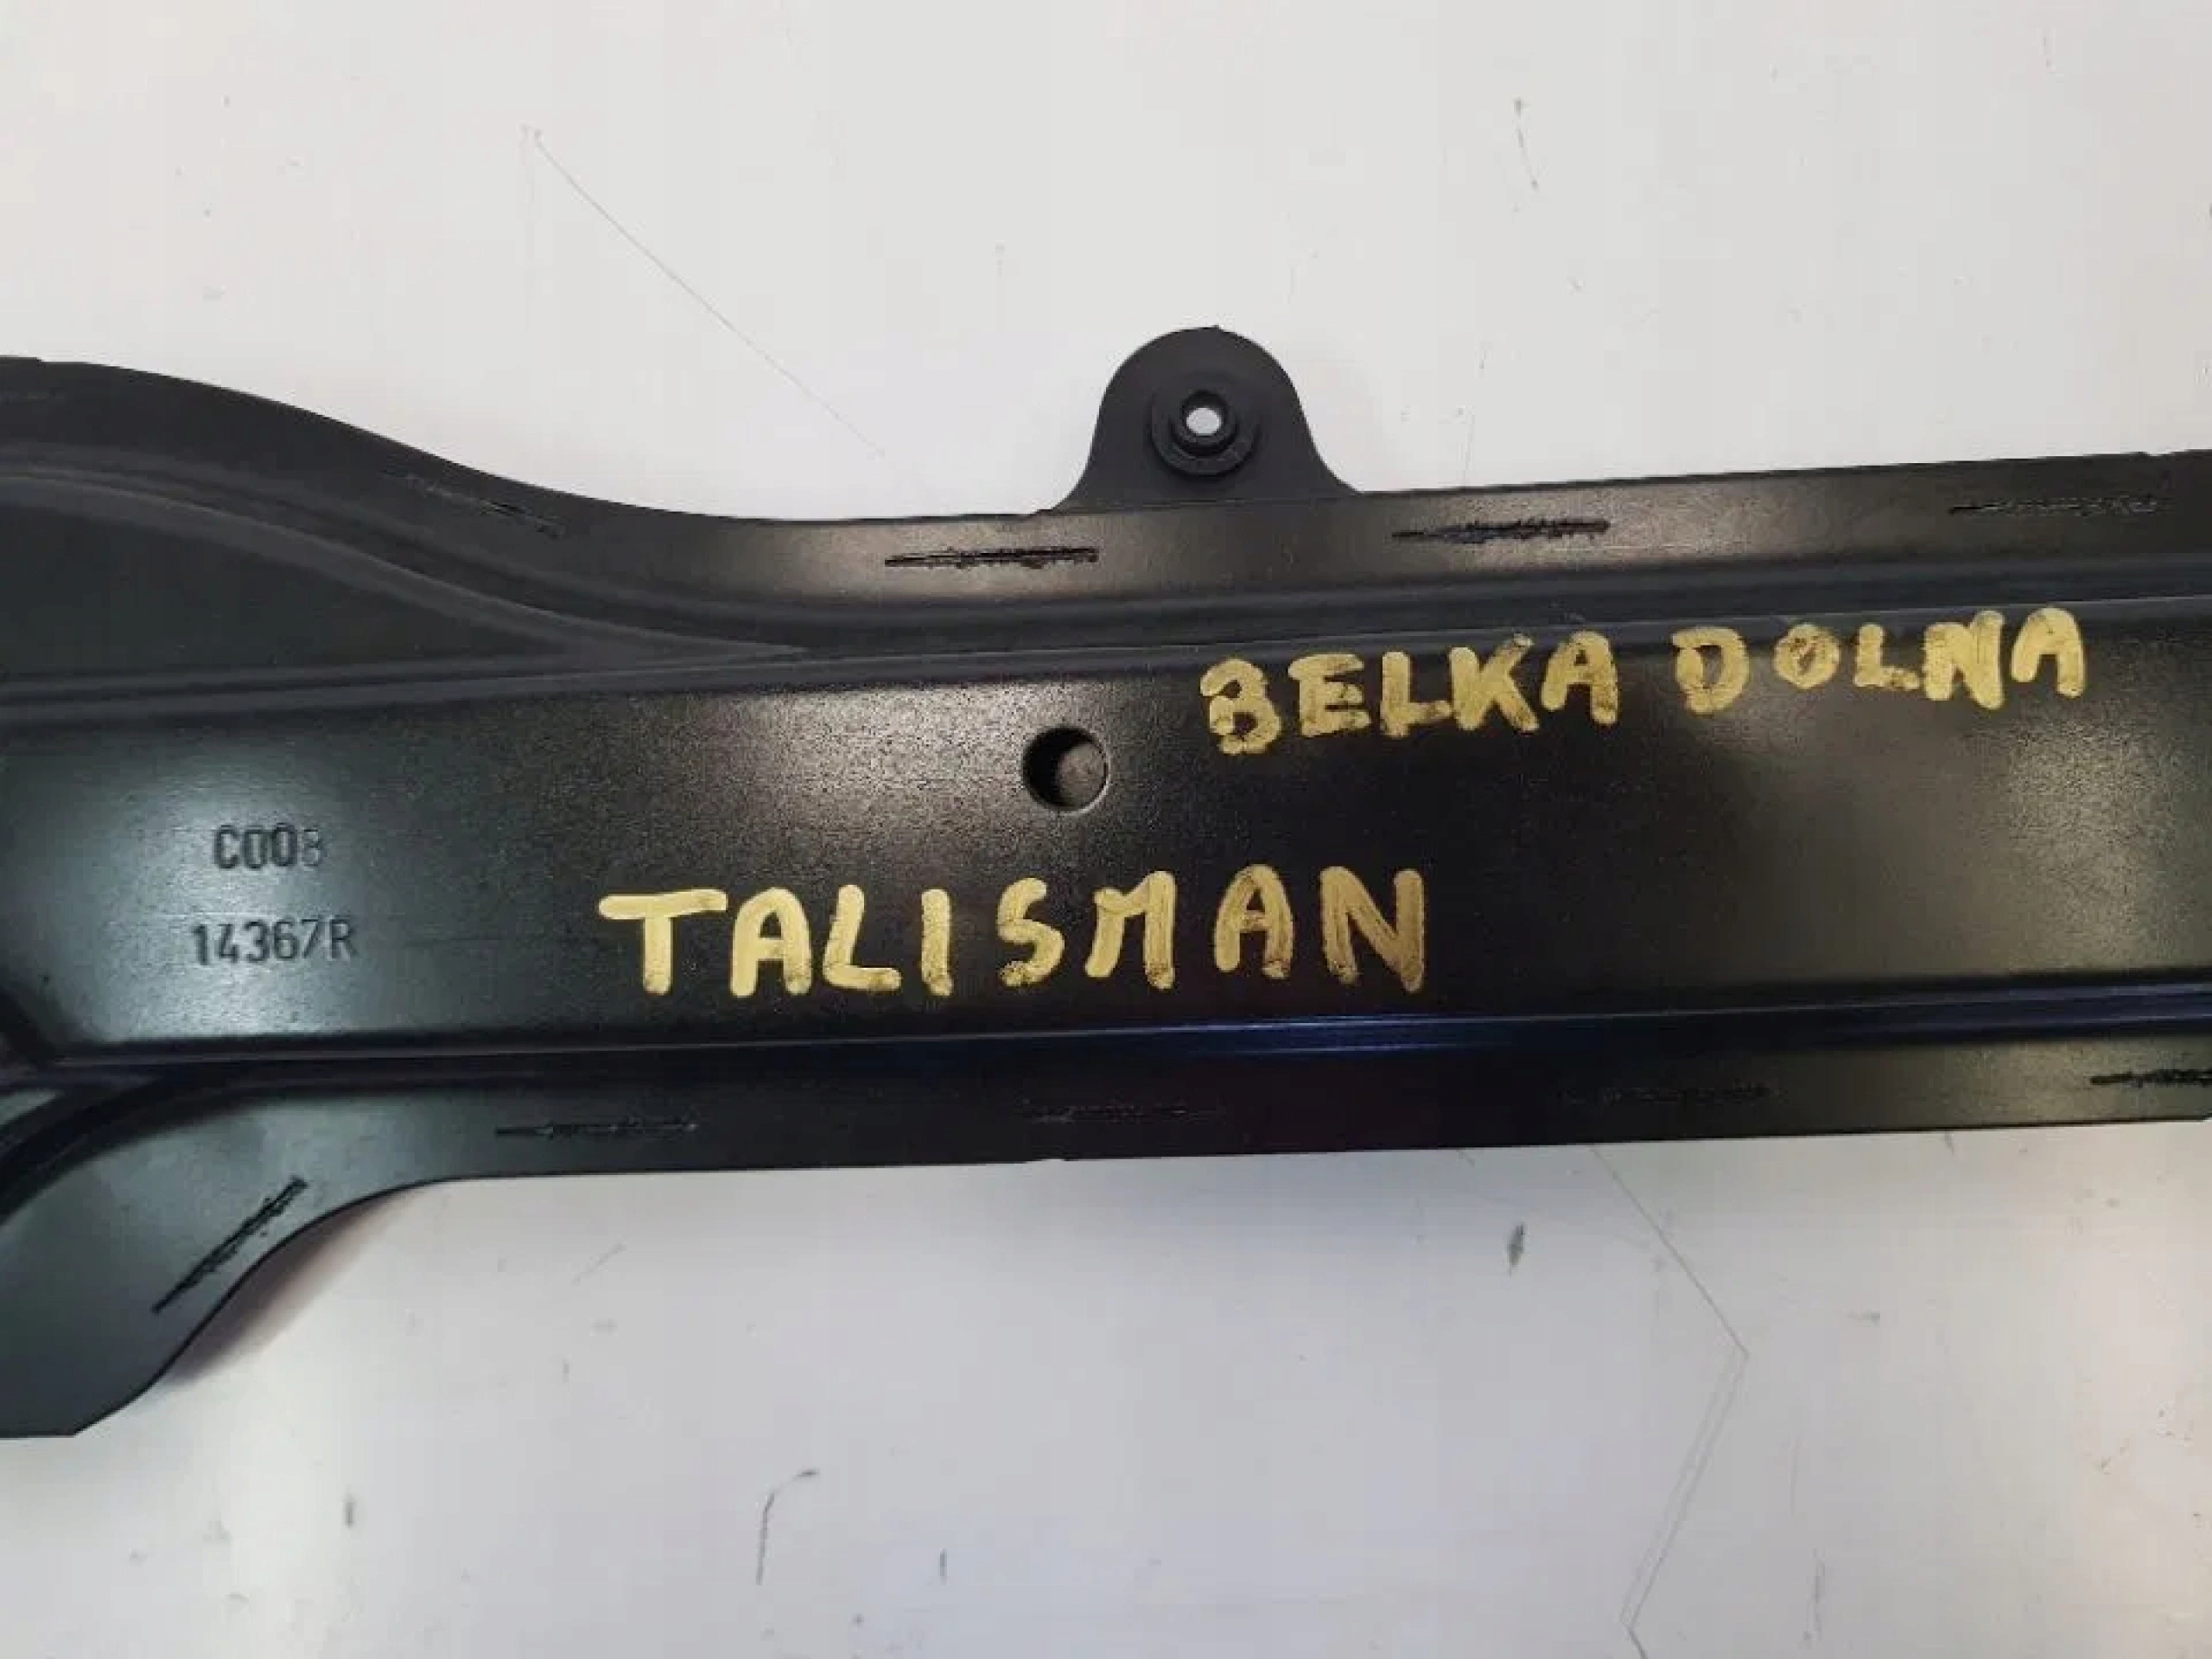 BELKA DOLNA
TALISMAN
C008
14367R